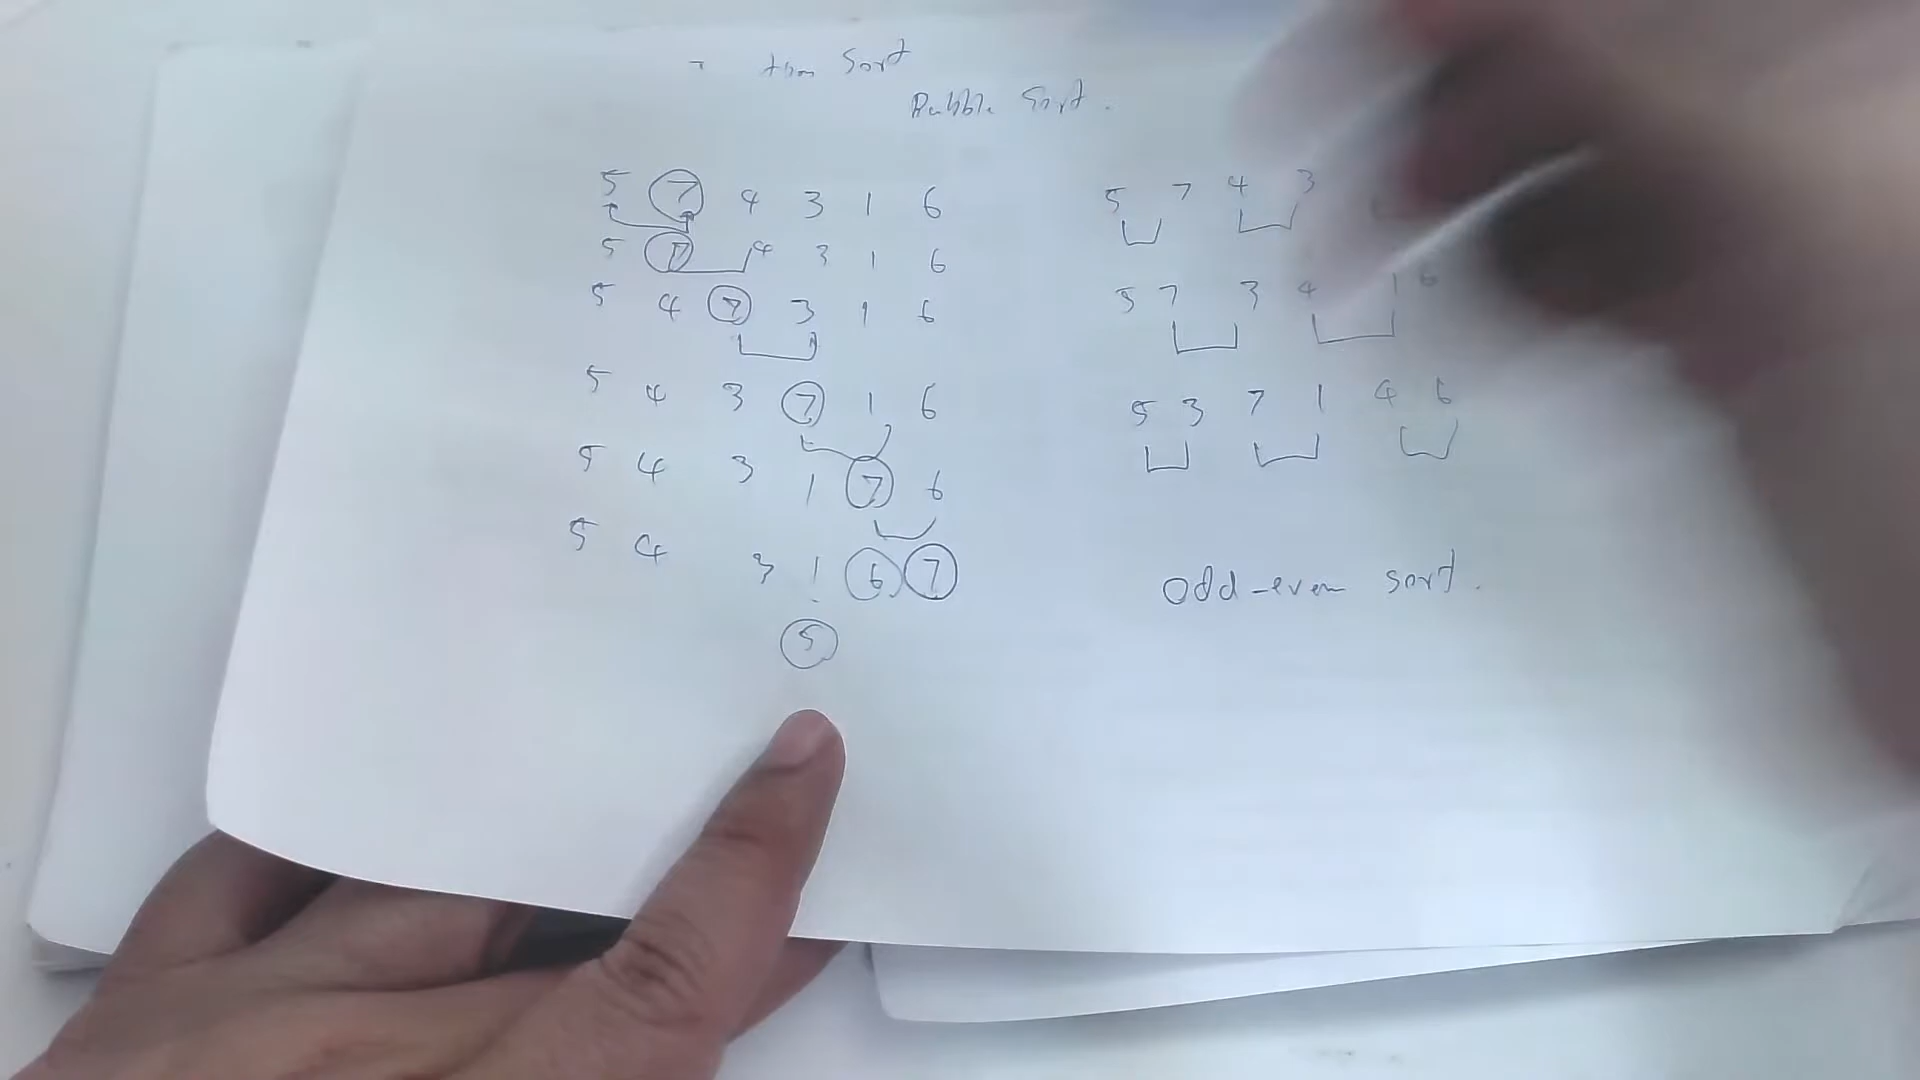 Sort
Bubble Sort.
5 7 4 3 1 6
5 7 4 3 1 6
5 4 7 3 1 6
5 4 3 7 1 6
5 4 3 1 7 6
5 4 3 1 6 7
5
5 7 4 3
5 7 3 4 1 6
5 3 7 1 4 6
odd-even sort.